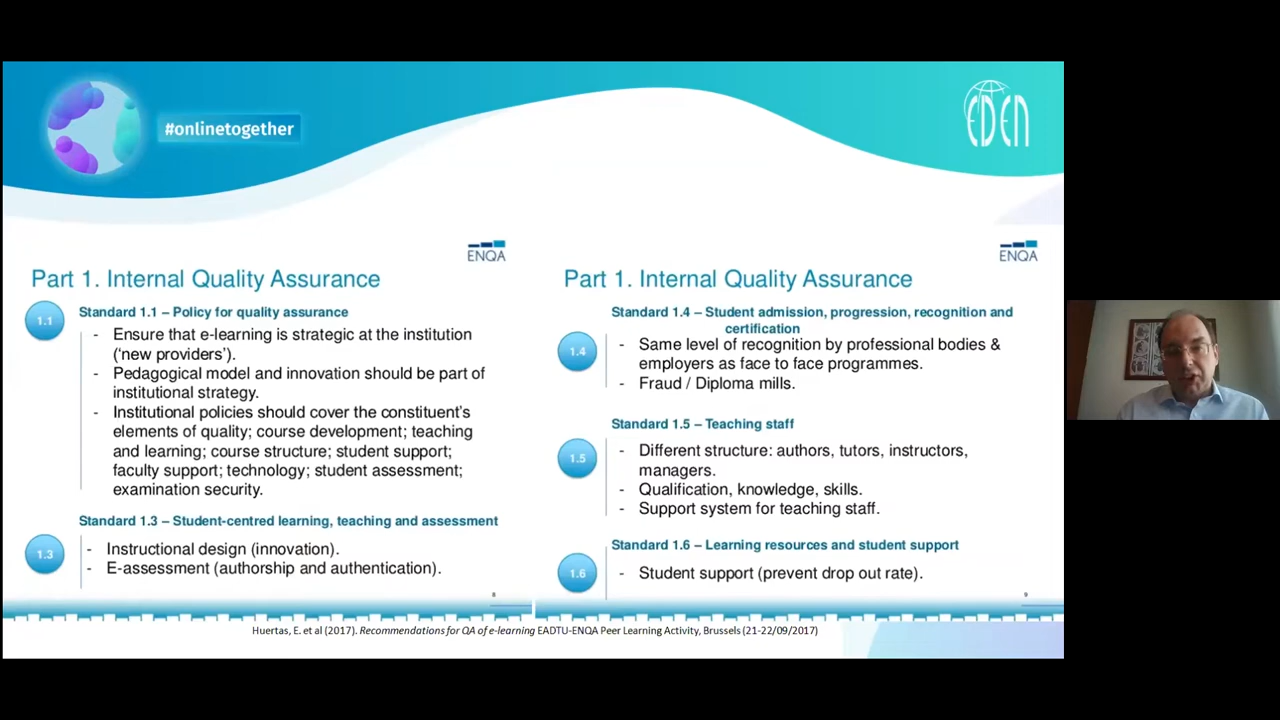 #onlinetogether
EDEN
ENQA
Part 1. Internal Quality Assurance
1.1
Standard 1.1 – Policy for quality assurance
- Ensure that e-learning is strategic at the institution
(‘new providers’).
- Pedagogical model and innovation should be part of
institutional strategy.
- Institutional policies should cover the constituent’s
elements of quality; course development; teaching
and learning; course structure; student support;
faculty support; technology; student assessment;
examination security.
Standard 1.3 – Student-centred learning, teaching and assessment
1.3
- Instructional design (innovation).
- E-assessment (authorship and authentication).
8
ENQA
Part 1. Internal Quality Assurance
Standard 1.4 – Student admission, progression, recognition and
certification
1.4
- Same level of recognition by professional bodies &
employers as face to face programmes.
- Fraud / Diploma mills.
Standard 1.5 – Teaching staff
1.5
- Different structure: authors, tutors, instructors,
managers.
- Qualification, knowledge, skills.
- Support system for teaching staff.
Standard 1.6 – Learning resources and student support
1.6
- Student support (prevent drop out rate).
9
Huertas, E. et al (2017). Recommendations for QA of e-learning EADTU-ENQA Peer Learning Activity, Brussels (21-22/09/2017)